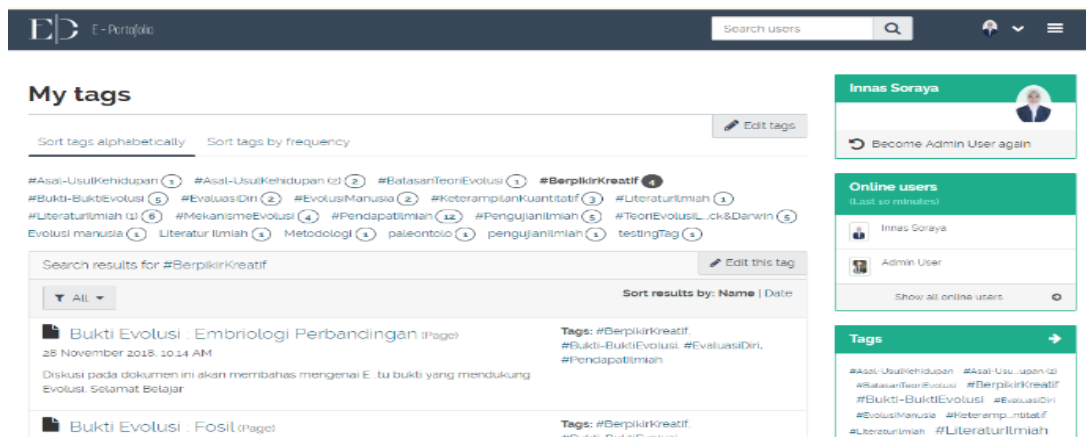 E|D E - Portofolio
Search users
My tags
Edit tags
Sort tags alphabetically Sort tags by frequency
#Asal-UsulKehidupan 1 #Asal-UsulKehidupan (2) 2 #BatasanTeoriEvolusi 1 #BerpikirKreatif 4
#Bukti-BuktiEvolusi 5 #EvaluasiDiri 2 #EvolusiManusia 2 #KeterampilanKuantitatif 3 #LiteraturIlmiah 1
#LiteraturIlmiah (1) 6 #MekanismeEvolusi 4 #PendapatIlmiah 12 #PengujianIlmiah 5 #TeoriEvolusiL...ck&Darwin 5
Evolusi manusia 1 Literatur Ilmiah 1 Metodologi 1 paleontolo 1 pengujianIlmiah 1 testingTag 1
Search results for #BerpikirKreatif
Edit this tag
All
Sort results by: Name | Date
Bukti Evolusi : Embriologi Perbandingan (Page)
28 November 2018, 10:14 AM
Diskusi pada dokumen ini akan membahas mengenai E...tu bukti yang mendukung
Evolusi. Selamat Belajar
Tags: #BerpikirKreatif,
#Bukti-BuktiEvolusi, #EvaluasiDiri,
#PendapatIlmiah
Bukti Evolusi : Fosil (Page)
Tags: #BerpikirKreatif,
#Bukti-BuktiEvolusi
Innas Soraya
Become Admin User again
Online users
(Last 10 minutes)
Innas Soraya
Admin User
Show all online users
Tags
#Asal-UsulKehidupan #Asal-Usu...upan (2)
#BatasanTeoriEvolusi #BerpikirKreatif
#Bukti-BuktiEvolusi #EvaluasiDiri
#EvolusiManusia #Keteramp...ntitatif
#LiteraturIlmiah #LiteraturIlmiah